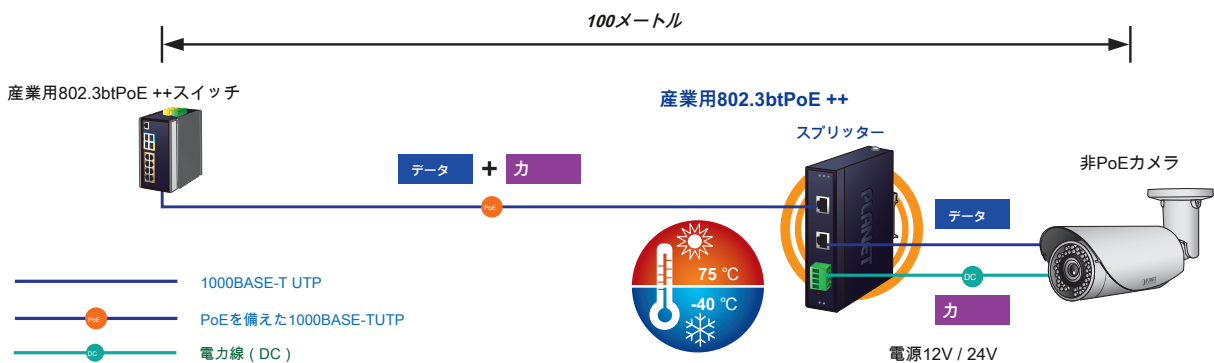 100メートル
産業用802.3btPoE ++スイッチ
産業用802.3btPoE ++
スプリッター
非PoEカメラ
データ + 力
PoE
PLANET
データ
75 °C
-40 °C
DC
力
電源12V / 24V
1000BASE-T UTP
PoE
PoEを備えた1000BASE-TUTP
DC
電力線（DC）
PLANET